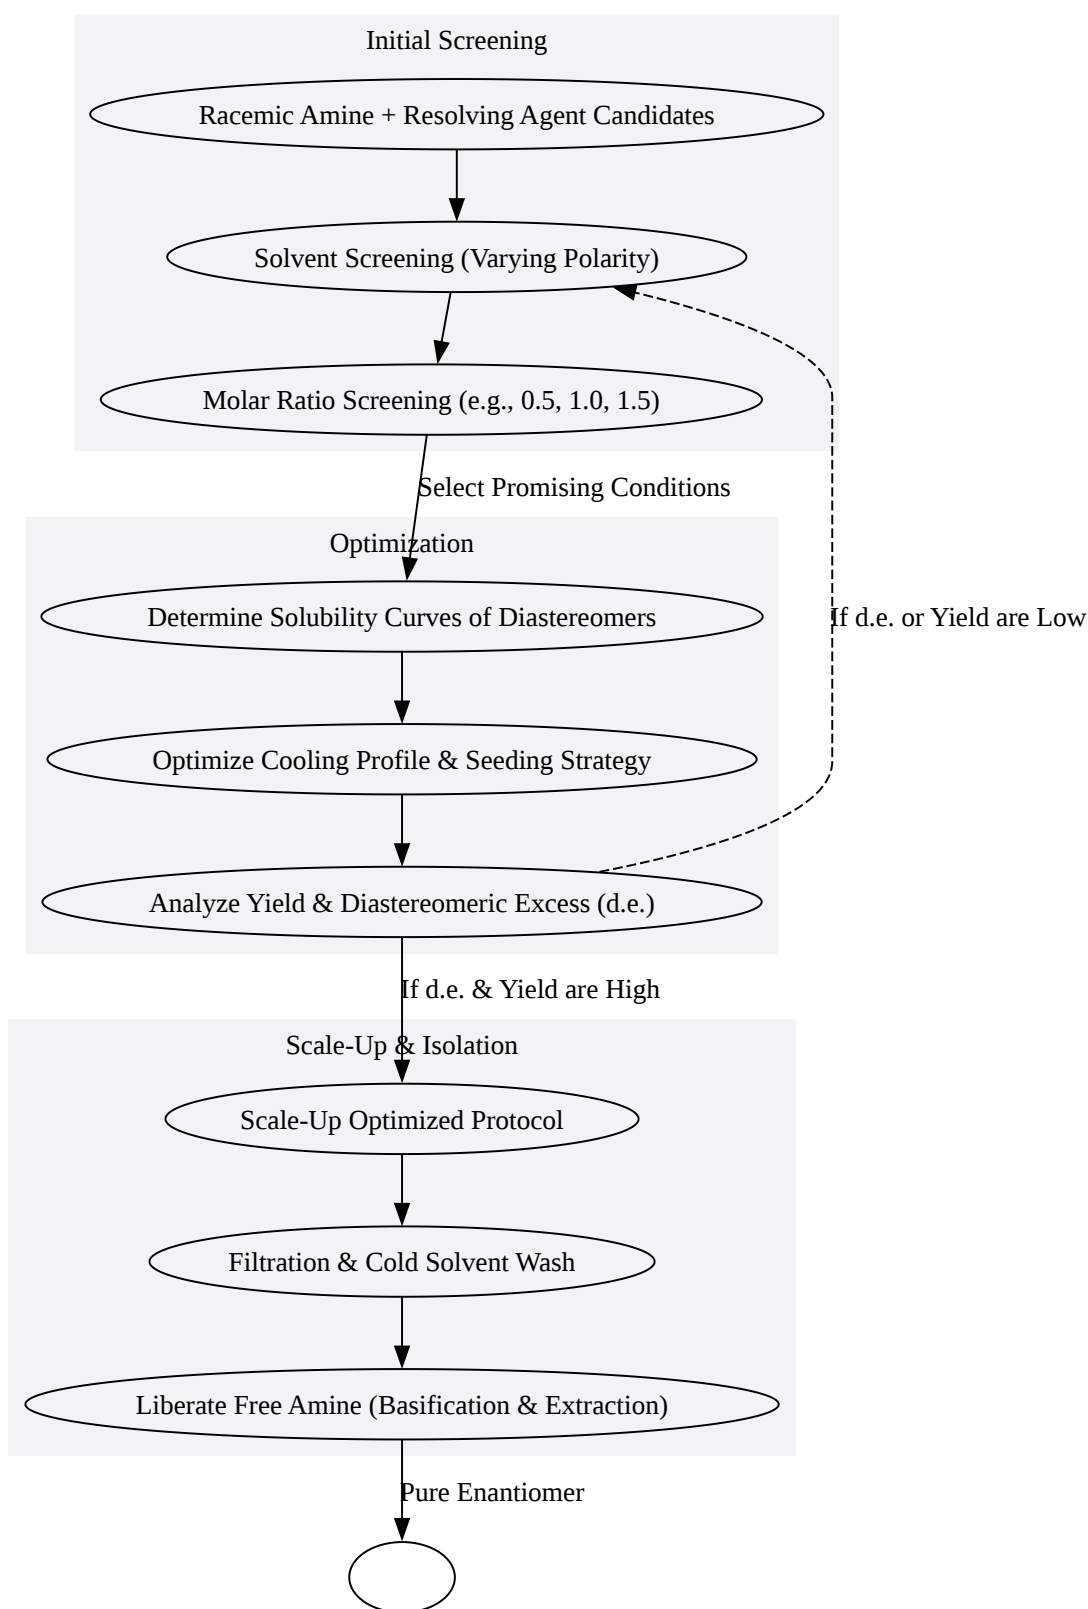 Initial Screening
Racemic Amine + Resolving Agent Candidates
Solvent Screening (Varying Polarity)
Molar Ratio Screening (e.g., 0.5, 1.0, 1.5)
Select Promising Conditions
Optimization
Determine Solubility Curves of Diastereomers
If d.e. or Yield are Low
Optimize Cooling Profile & Seeding Strategy
Analyze Yield & Diastereomeric Excess (d.e.)
If d.e. & Yield are High
Scale-Up & Isolation
Scale-Up Optimized Protocol
Filtration & Cold Solvent Wash
Liberate Free Amine (Basification & Extraction)
Pure Enantiomer